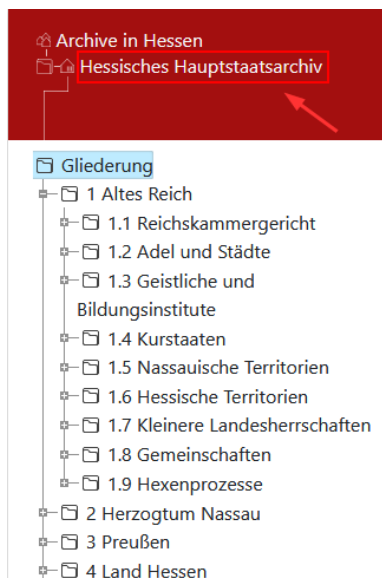 Archive in Hessen
Hessisches Hauptstaatsarchiv
Gliederung
1 Altes Reich
1.1 Reichskammergericht
1.2 Adel und Städte
1.3 Geistliche und
Bildungsinstitute
1.4 Kurstaaten
1.5 Nassauische Territorien
1.6 Hessische Territorien
1.7 Kleinere Landesherrschaften
1.8 Gemeinschaften
1.9 Hexenprozesse
2 Herzogtum Nassau
3 Preußen
4 Land Hessen